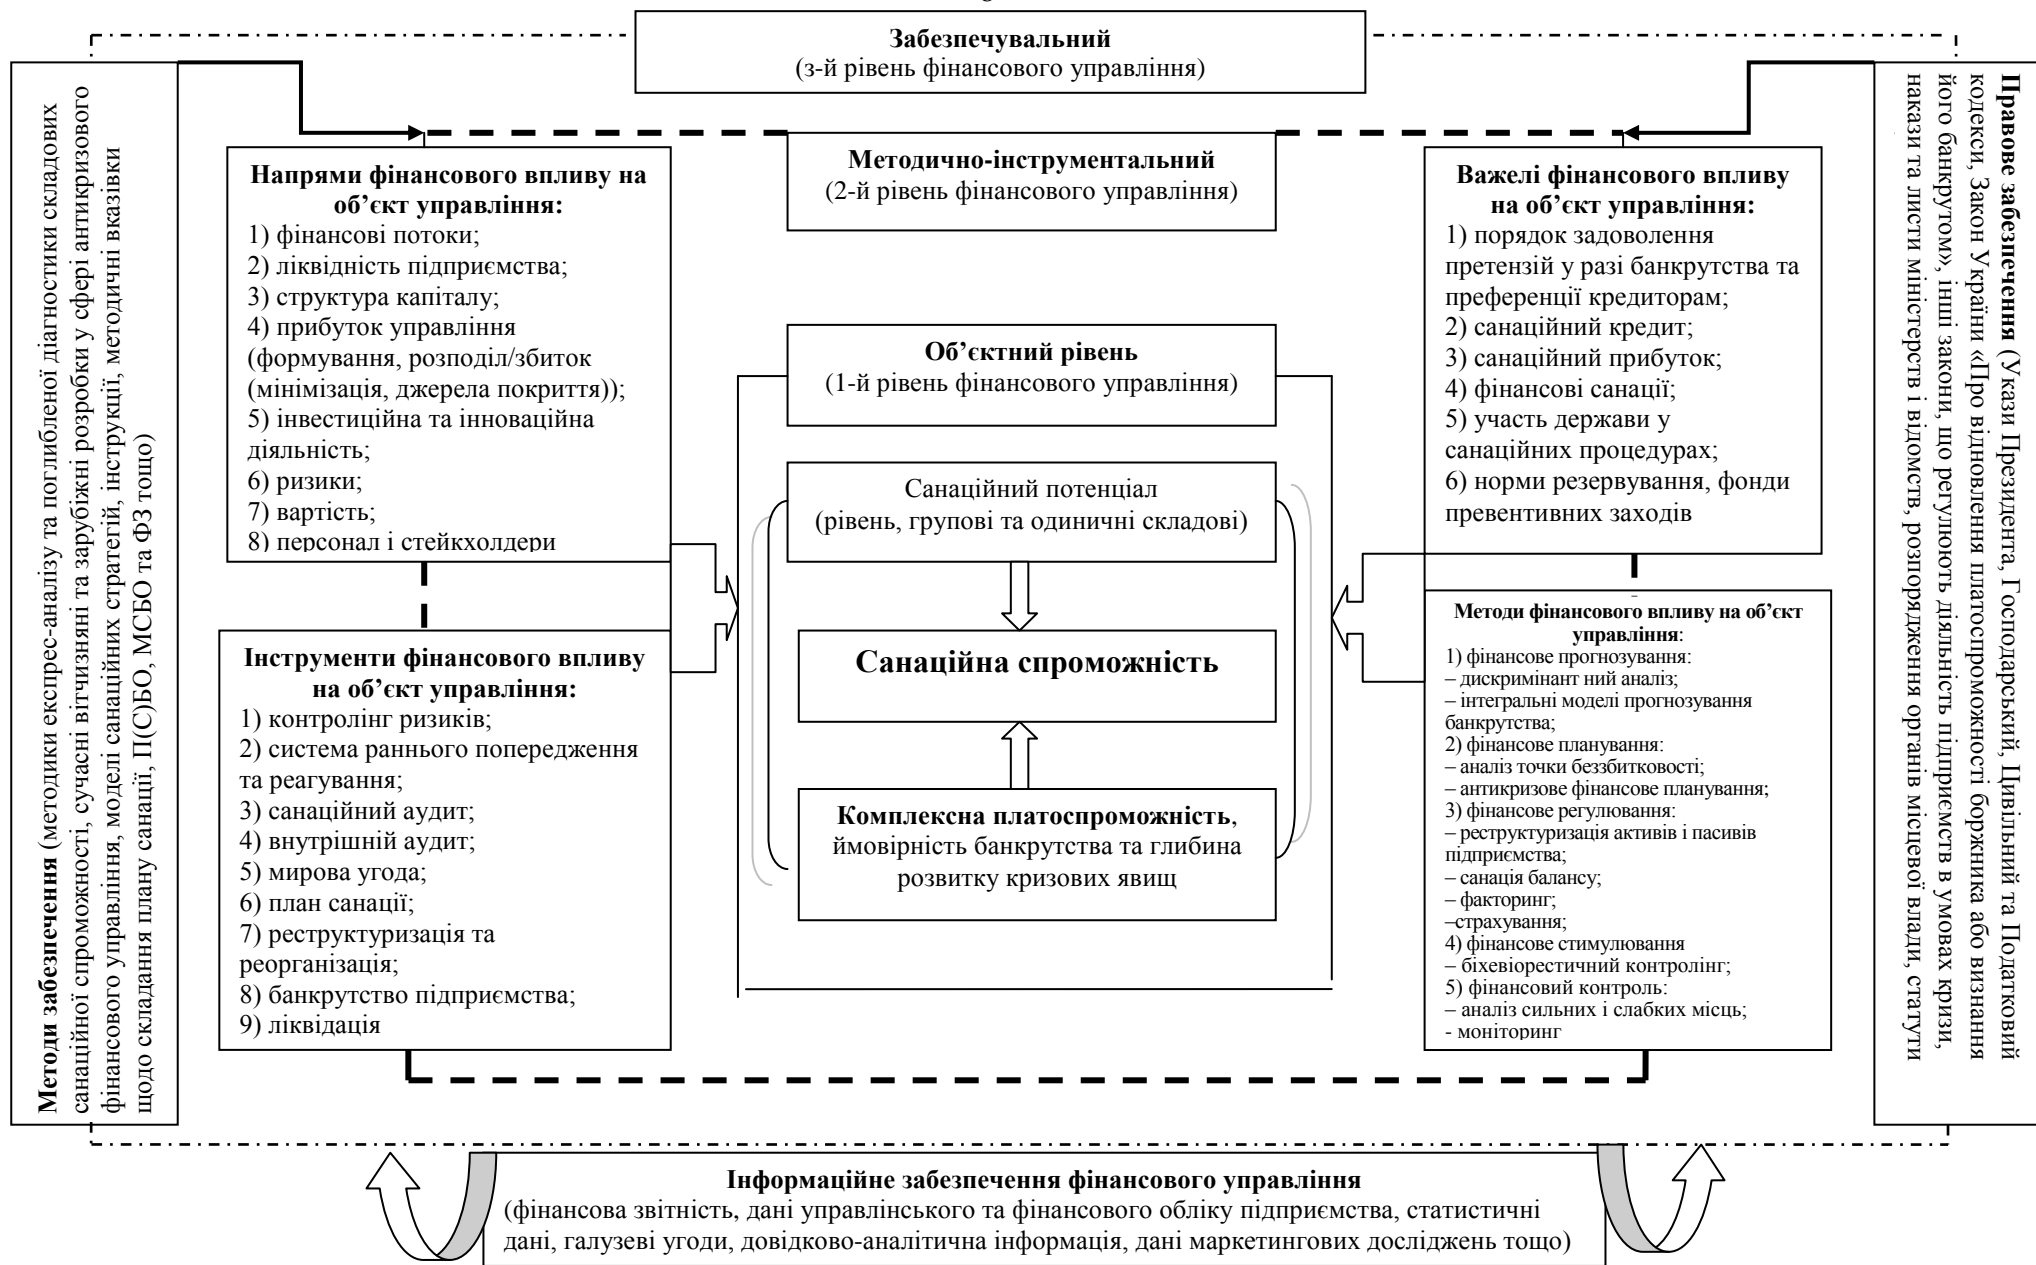 Забезпечувальний
(з-й рівень фінансового управління)
Методи забезпечення (методики експрес-аналізу та поглибленої діагностики складових
санаційної спроможності, сучасні вітчизняні та зарубіжні розробки у сфері антикризового
фінансового управління, моделі санаційних стратегій, інструкції, методичні вказівки
щодо складання плану санації, П(С)БО, МСБО та ФЗ тощо)
Напрями фінансового впливу на
об’єкт управління:
1) фінансові потоки;
2) ліквідність підприємства;
3) структура капіталу;
4) прибуток управління
(формування, розподіл/збиток
(мінімізація, джерела покриття));
5) інвестиційна та інноваційна
діяльність;
6) ризики;
7) вартість;
8) персонал і стейкхолдери
Інструменти фінансового впливу
на об’єкт управління:
1) контролінг ризиків;
2) система раннього попередження
та реагування;
3) санаційний аудит;
4) внутрішній аудит;
5) мирова угода;
6) план санації;
7) реструктуризація та
реорганізація;
8) банкрутство підприємства;
9) ліквідація
Методично-інструментальний
(2-й рівень фінансового управління)
Об’єктний рівень
(1-й рівень фінансового управління)
Санаційний потенціал
(рівень, групові та одиничні складові)
Санаційна спроможність
Комплексна платоспроможність,
ймовірність банкрутства та глибина
розвитку кризових явищ
Важелі фінансового впливу
на об’єкт управління:
1) порядок задоволення
претензій у разі банкрутства та
преференції кредиторам;
2) санаційний кредит;
3) санаційний прибуток;
4) фінансові санації;
5) участь держави у
санаційних процедурах;
6) норми резервування, фонди
превентивних заходів
Методи фінансового впливу на об’єкт
управління:
1) фінансове прогнозування:
– дискримінант ний аналіз;
– інтегральні моделі прогнозування
банкрутства;
2) фінансове планування:
– аналіз точки беззбитковості;
– антикризове фінансове планування;
3) фінансове регулювання:
– реструктуризація активів і пасивів
підприємства;
– санація балансу;
– факторинг;
–страхування;
4) фінансове стимулювання
– біхевіорестичний контролінг;
5) фінансовий контроль:
– аналіз сильних і слабких місць;
- моніторинг
Правове забезпечення (Укази Президента, Господарський, Цивільний та Податковий
кодекси, Закон України «Про відновлення платоспроможності боржника або визнання
його банкрутом», інші закони, що регулюють діяльність підприємств в умовах кризи,
накази та листи міністерств і відомств, розпорядження органів місцевої влади, статути
Інформаційне забезпечення фінансового управління
(фінансова звітність, дані управлінського та фінансового обліку підприємства, статистичні
дані, галузеві угоди, довідково-аналітична інформація, дані маркетингових досліджень тощо)